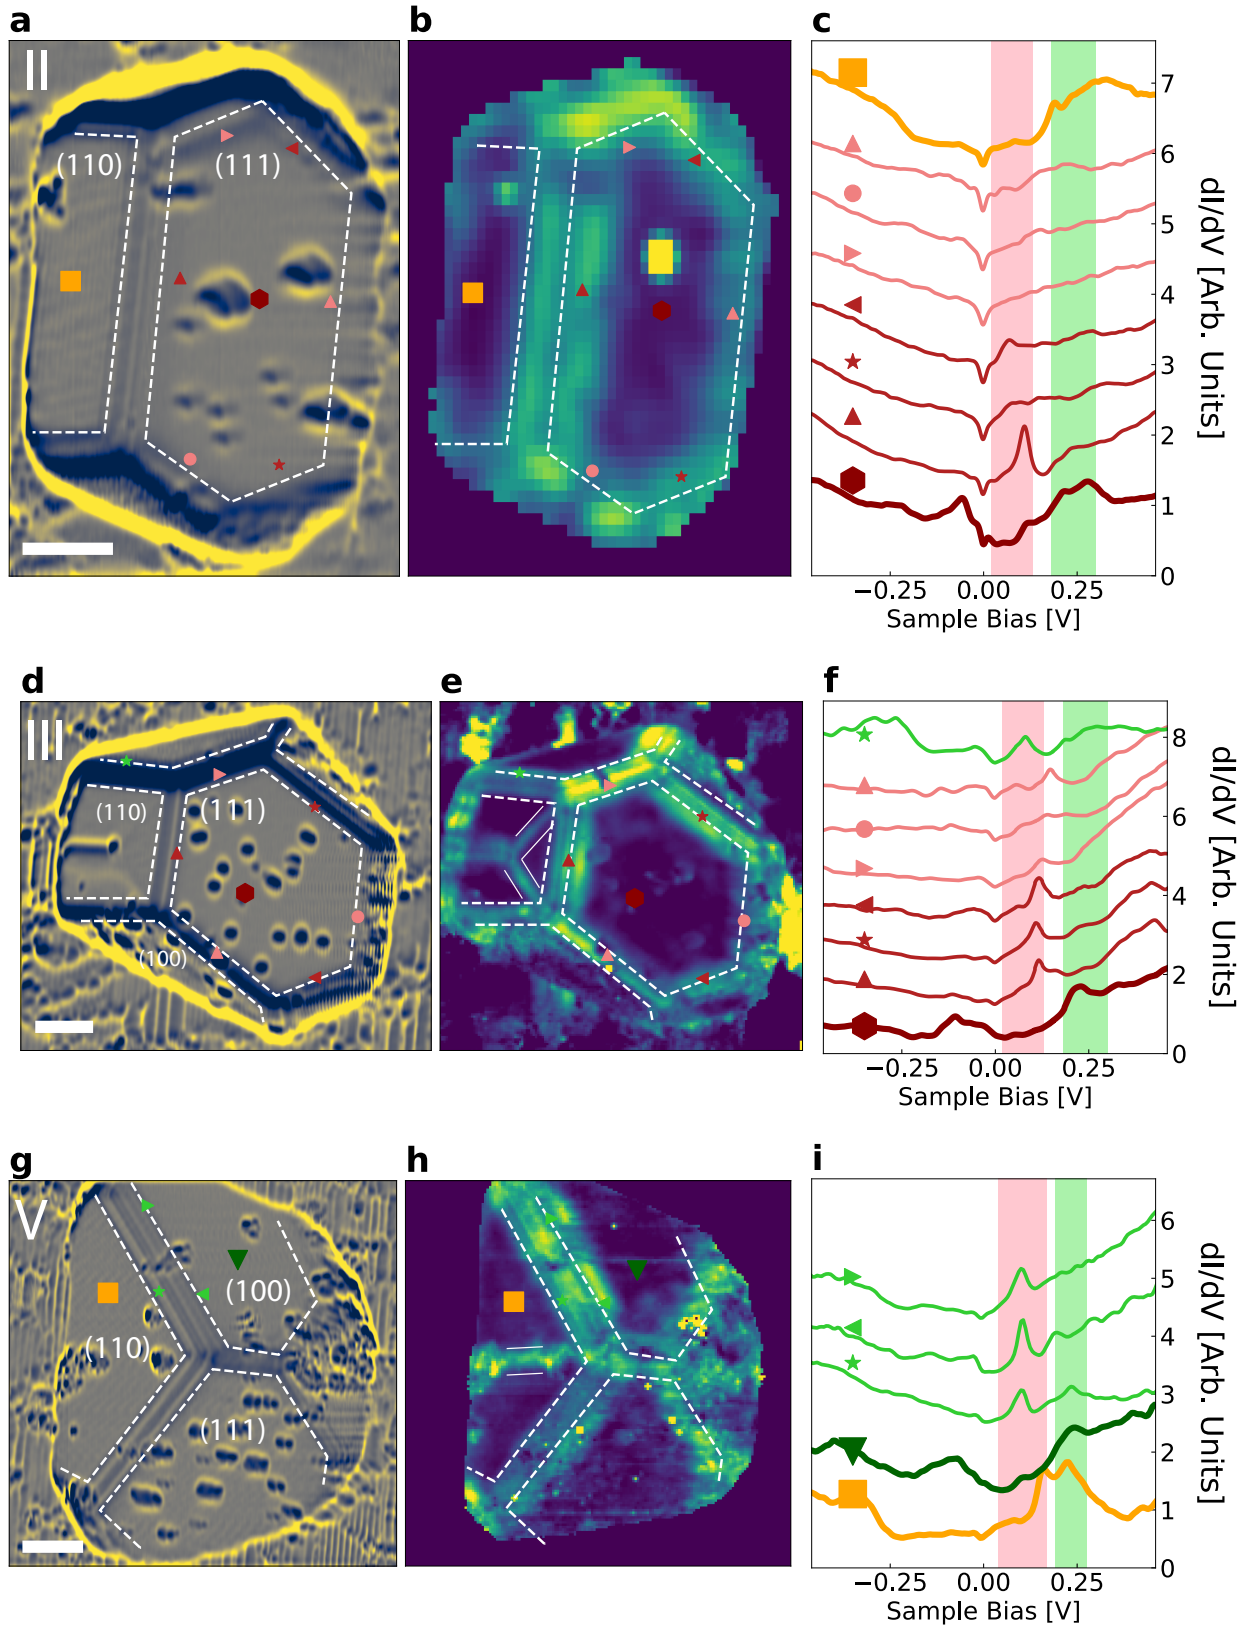 a
b
c
II
(110)
(111)
7
6
5
4
3
2
1
0
dI/dV [Arb. Units]
−0.25
0.00
0.25
Sample Bias [V]
d
e
f
III
(110)
(111)
(100)
8
6
4
2
0
dI/dV [Arb. Units]
−0.25
0.00
0.25
Sample Bias [V]
g
h
i
V
(100)
(110)
(111)
6
5
4
3
2
1
0
dI/dV [Arb. Units]
−0.25
0.00
0.25
Sample Bias [V]